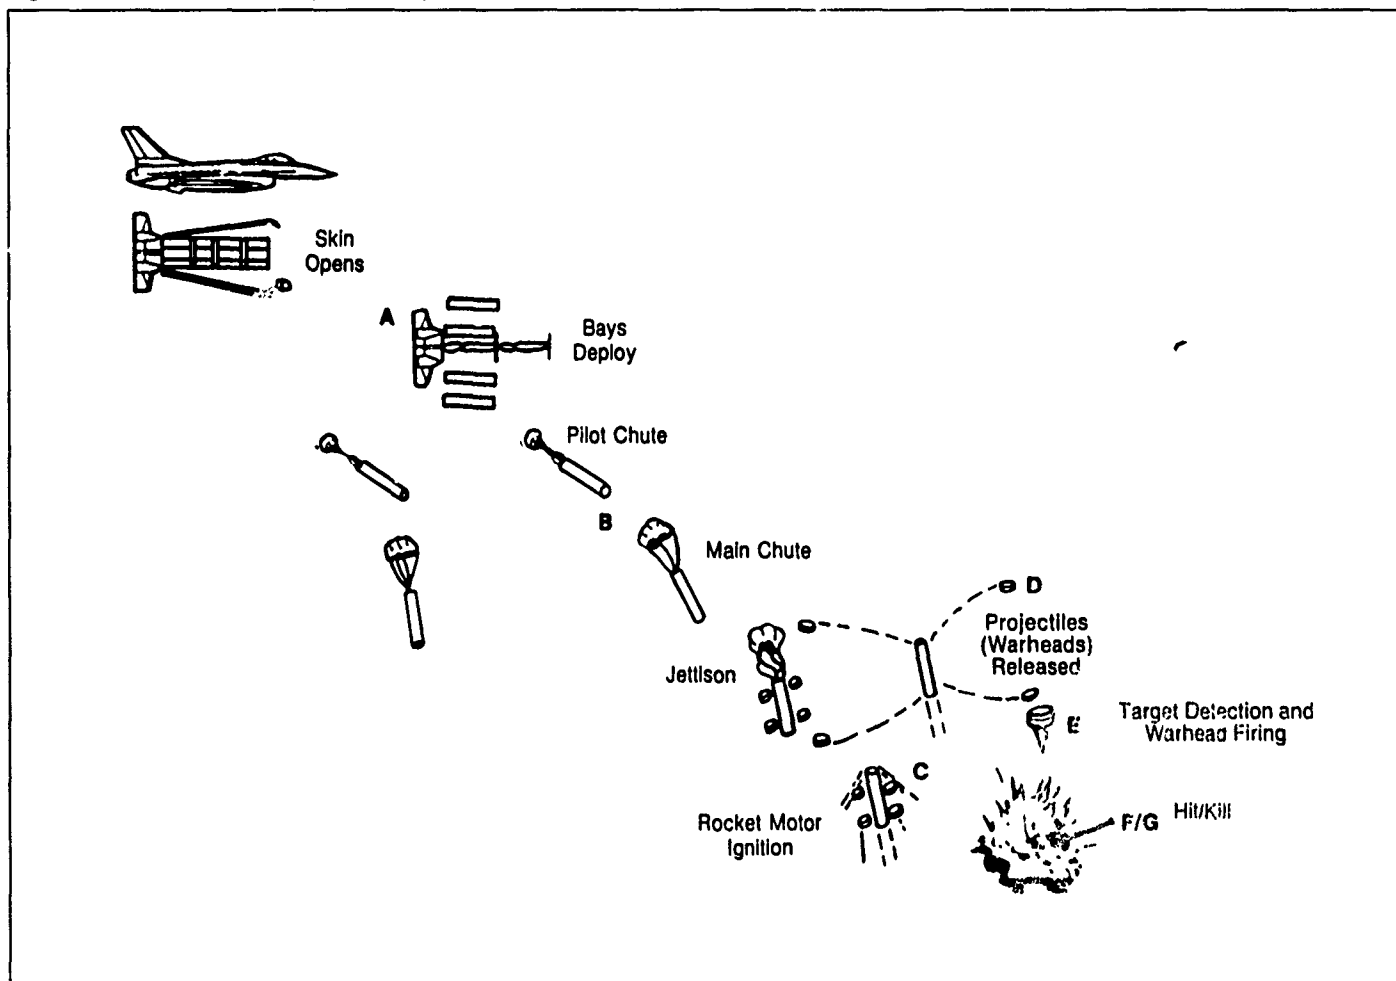 Skin
Opens
A
Bays
Deploy
Pilot Chute
B
Main Chute
D
Projectiles
(Warheads)
Released
Jettison
E
Target Detection and
Warhead Firing
C
Rocket Motor
Ignition
F/G
Hit/Kill